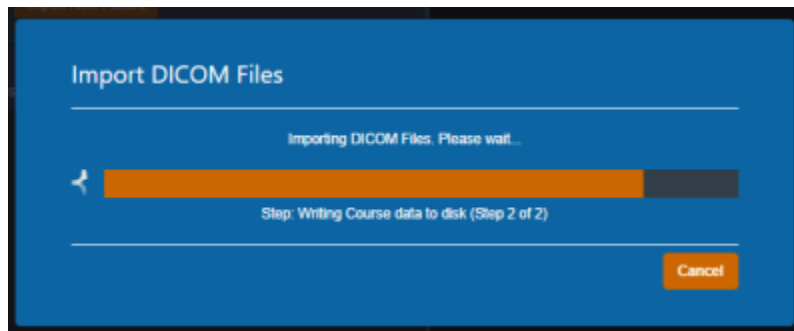 Import DICOM Files
Importing DICOM Files. Please wait...
Step: Writing Course data to disk (Step 2 of 2)
Cancel